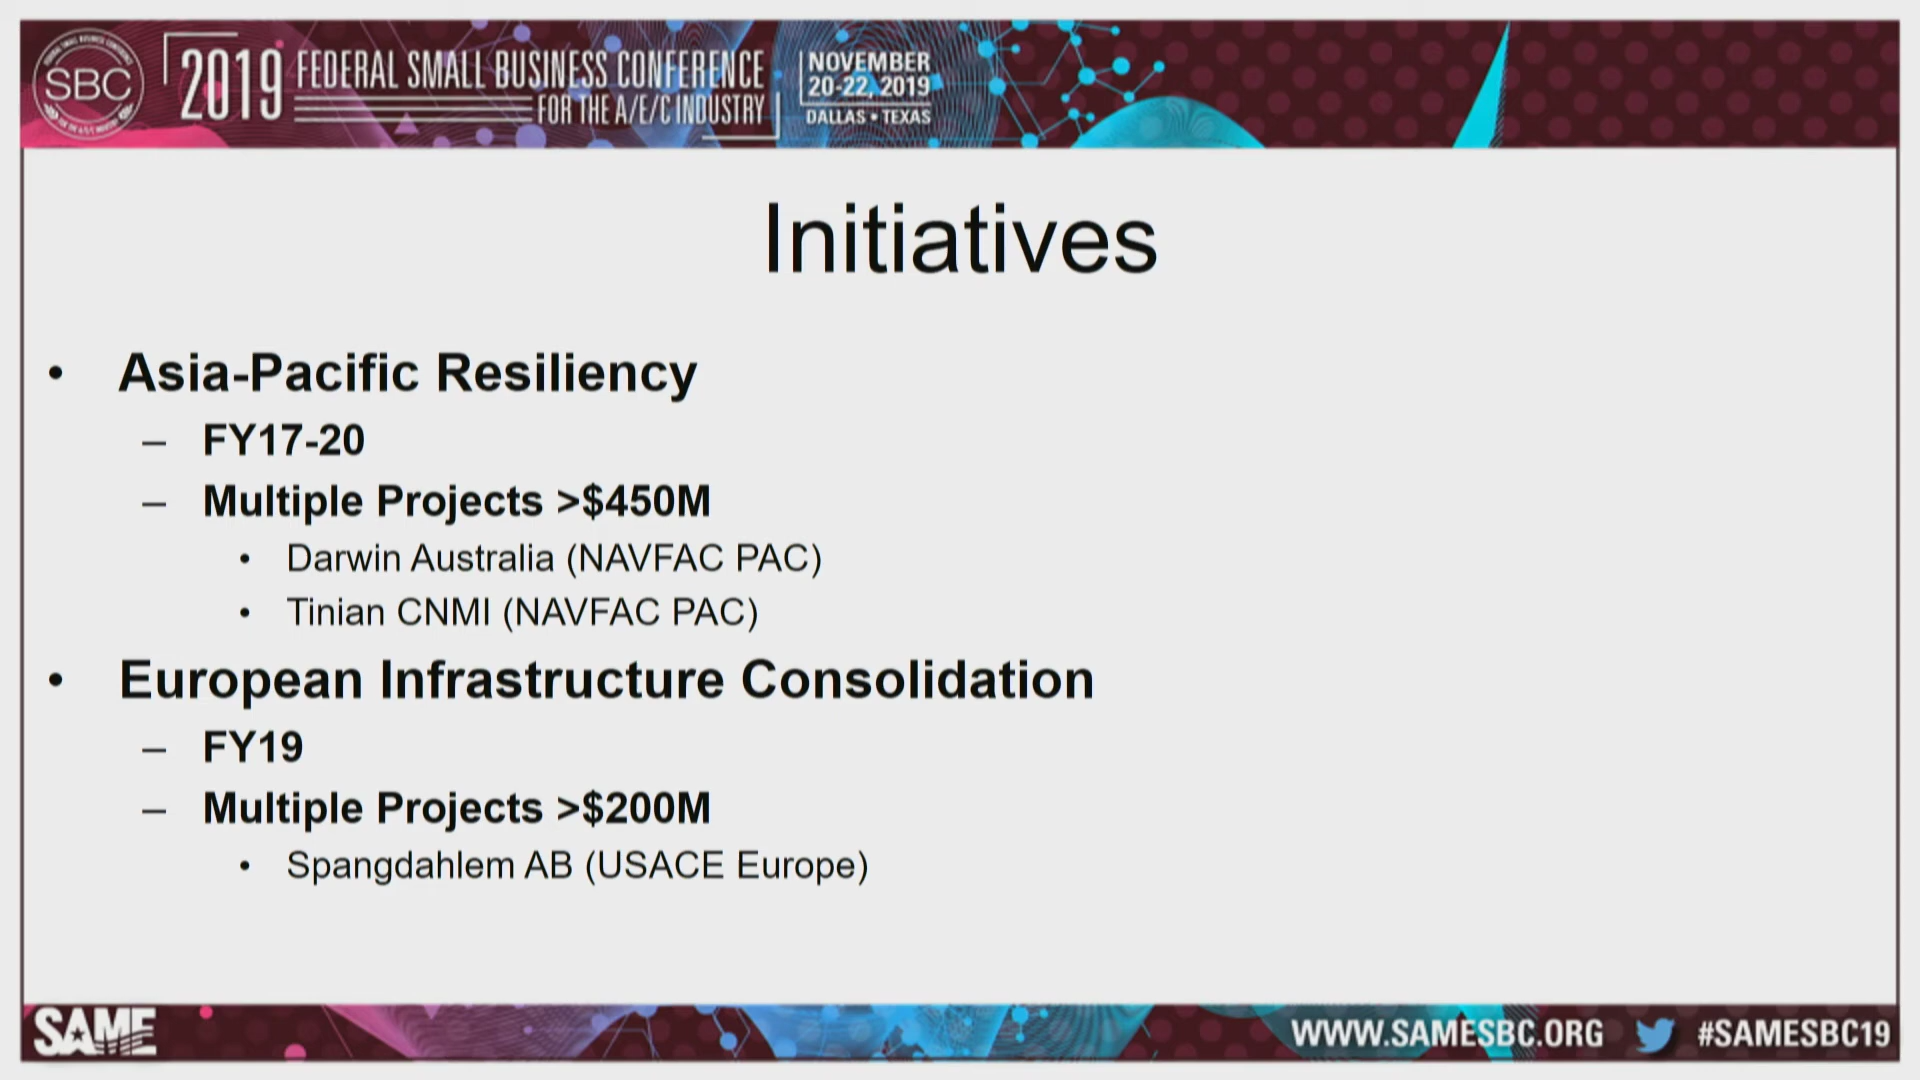 SBC
2019 FEDERAL SMALL BUSINESS CONFERENCE
FOR THE A/E/C INDUSTRY
NOVEMBER
20-22, 2019
DALLAS • TEXAS
Initiatives
• Asia-Pacific Resiliency
– FY17-20
– Multiple Projects >$450M
• Darwin Australia (NAVFAC PAC)
• Tinian CNMI (NAVFAC PAC)
• European Infrastructure Consolidation
– FY19
– Multiple Projects >$200M
• Spangdahlem AB (USACE Europe)
SAME
WWW.SAMESBC.ORG
#SAMESBC19